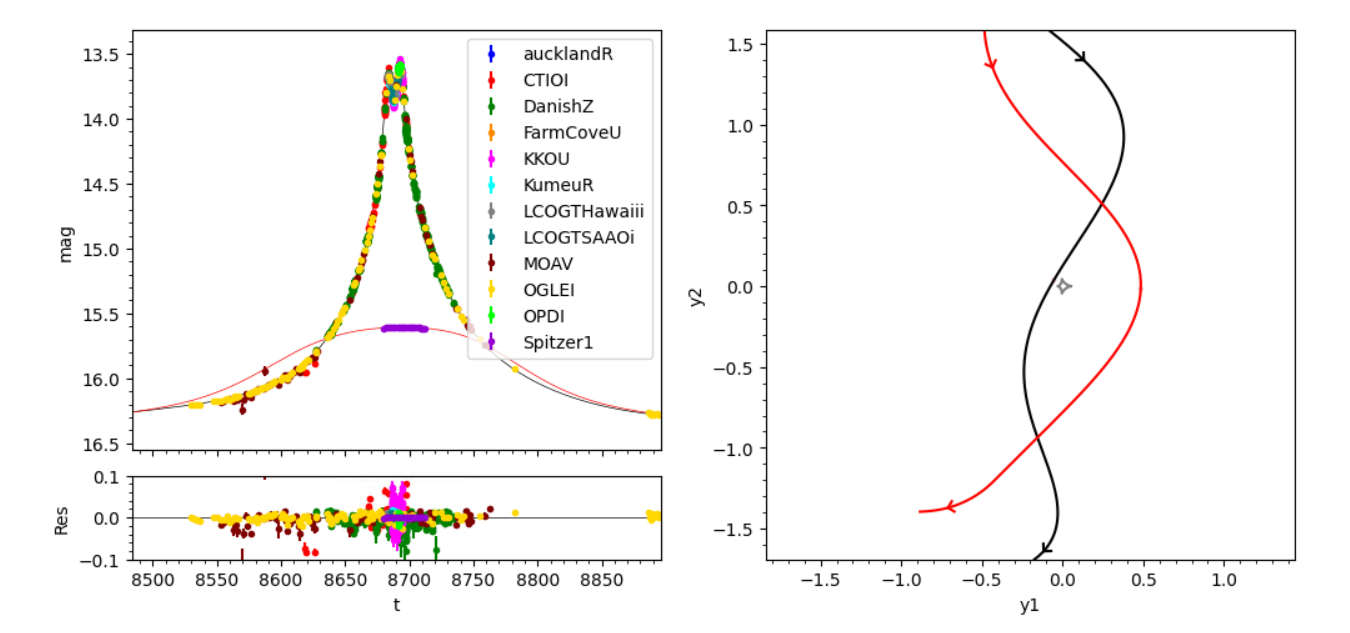 13.5
14.0
14.5
15.0
15.5
16.0
16.5
mag
aucklandR
CTIOI
DanishZ
FarmCoveU
KKOU
KumeuR
LCOGTHawaiii
LCOGTSAAOi
MOAV
OGLEI
OPDI
Spitzer1
0.1
0.0
−0.1
Res
8500 8550 8600 8650 8700 8750 8800 8850
t
1.5
1.0
0.5
0.0
−0.5
−1.0
−1.5
y2
−1.5 −1.0 −0.5 0.0 0.5 1.0
y1